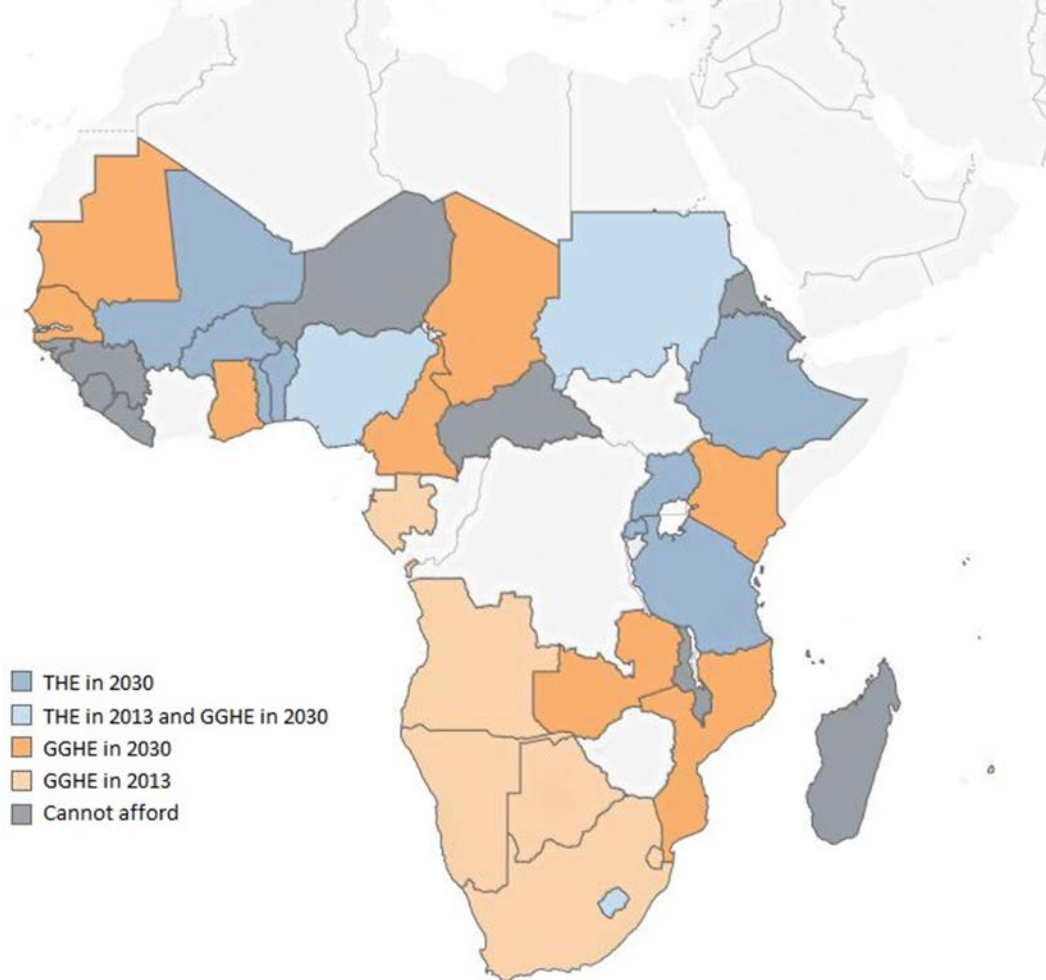 THE in 2030
THE in 2013 and GGHE in 2030
GGHE in 2030
GGHE in 2013
Cannot afford